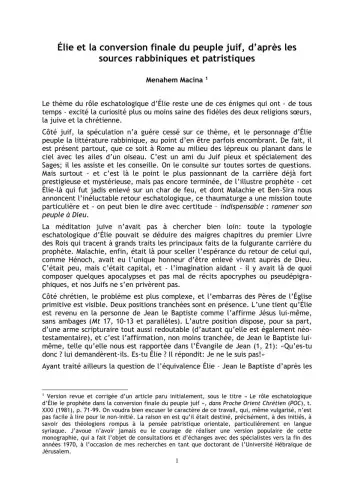 Élie et la conversion finale du peuple juif, d’après les
sources rabbiniques et patristiques
Menahem Macina 1
Le thème du rôle eschatologique d’Élie reste une de ces énigmes qui ont - de tous
temps - excité la curiosité plus ou moins saine des fidèles des deux religions sœurs,
la juive et la chrétienne.
Côté juif, la spéculation n’a guère cessé sur ce thème, et le personnage d’Élie
peuple la littérature rabbinique, au point d’en être parfois encombrant. De fait, il
est présent partout, que ce soit à Rome au milieu des lépreux ou planant dans le
ciel avec les ailes d’un oiseau. C’est un ami du Juif pieux et spécialement des
Sages; il les assiste et les conseille. On le consulte sur toutes sortes de questions.
Mais surtout - et c’est là le point le plus passionnant de la carrière déjà fort
prestigieuse et mystérieuse, mais pas encore terminée, de l’illustre prophète - cet
Élie-là qui fut jadis enlevé sur un char de feu, et dont Malachie et Ben-Sira nous
annoncent l’inéluctable retour eschatologique, ce thaumaturge a une mission toute
particulière et - on peut bien le dire avec certitude – indispensable : ramener son
peuple à Dieu.
La méditation juive n’avait pas à chercher bien loin: toute la typologie
eschatologique d’Élie pouvait se déduire des maigres chapitres du premier Livre
des Rois qui tracent à grands traits les principaux faits de la fulgurante carrière du
prophète. Malachie, enfin, était là pour sceller l’espérance du retour de celui qui,
comme Hénoch, avait eu l’unique honneur d’être enlevé vivant auprès de Dieu.
C’était peu, mais c’était capital, et - l’imagination aidant - il y avait là de quoi
composer quelques apocalypses et pas mal de récits apocryphes ou pseudépigra-
phiques, et nos Juifs ne s’en privèrent pas.
Côté chrétien, le problème est plus complexe, et l’embarras des Pères de l’Église
primitive est visible. Deux positions tranchées sont en présence. L’une tient qu’Élie
est revenu en la personne de Jean le Baptiste comme l’affirme Jésus lui-même,
sans ambages (Mt 17, 10-13 et parallèles). L’autre position dispose, pour sa part,
d’une arme scripturaire tout aussi redoutable (d’autant qu’elle est également néo-
testamentaire), et c’est l’affirmation, non moins tranchée, de Jean le Baptiste lui-
même, telle qu’elle nous est rapportée dans l’Évangile de Jean (1, 21): «Qu’es-tu
donc ? lui demandèrent-ils. Es-tu Élie ? Il répondit: Je ne le suis pas!»
Ayant traité ailleurs la question de l’équivalence Élie – Jean le Baptiste d’après les
1 Version revue et corrigée d’un article paru initialement, sous le titre « Le rôle eschatologique
d’Élie le prophète dans la conversion finale du peuple juif », dans Proche Orient Chrétien (POC), t.
XXXI (1981), p. 71-99. On voudra bien excuser le caractère de ce travail, qui, même vulgarisé, n’est
pas facile à lire pour le non-initié. La raison en est qu’il était destiné, précisément, à des initiés, à
savoir des théologiens rompus à la pensée patristique orientale, particulièrement en langue
syriaque. J’avoue n’avoir jamais eu le courage de réaliser une version populaire de cette
monographie, qui a fait l’objet de consultations et d’échanges avec des spécialistes vers la fin des
années 1970, à l’occasion de mes recherches en tant que doctorant de l’Université Hébraïque de
Jérusalem.
1